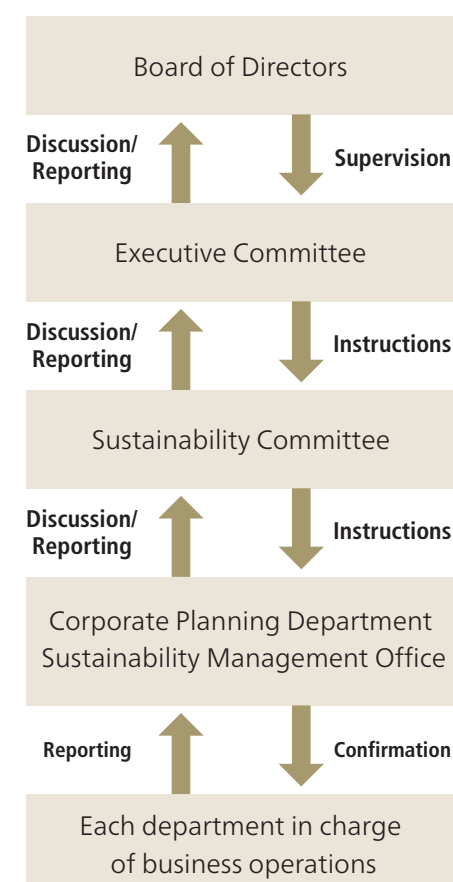 Board of Directors
Discussion/
Reporting
Supervision
Executive Committee
Discussion/
Reporting
Instructions
Sustainability Committee
Discussion/
Reporting
Instructions
Corporate Planning Department
Sustainability Management Office
Reporting
Confirmation
Each department in charge
of business operations